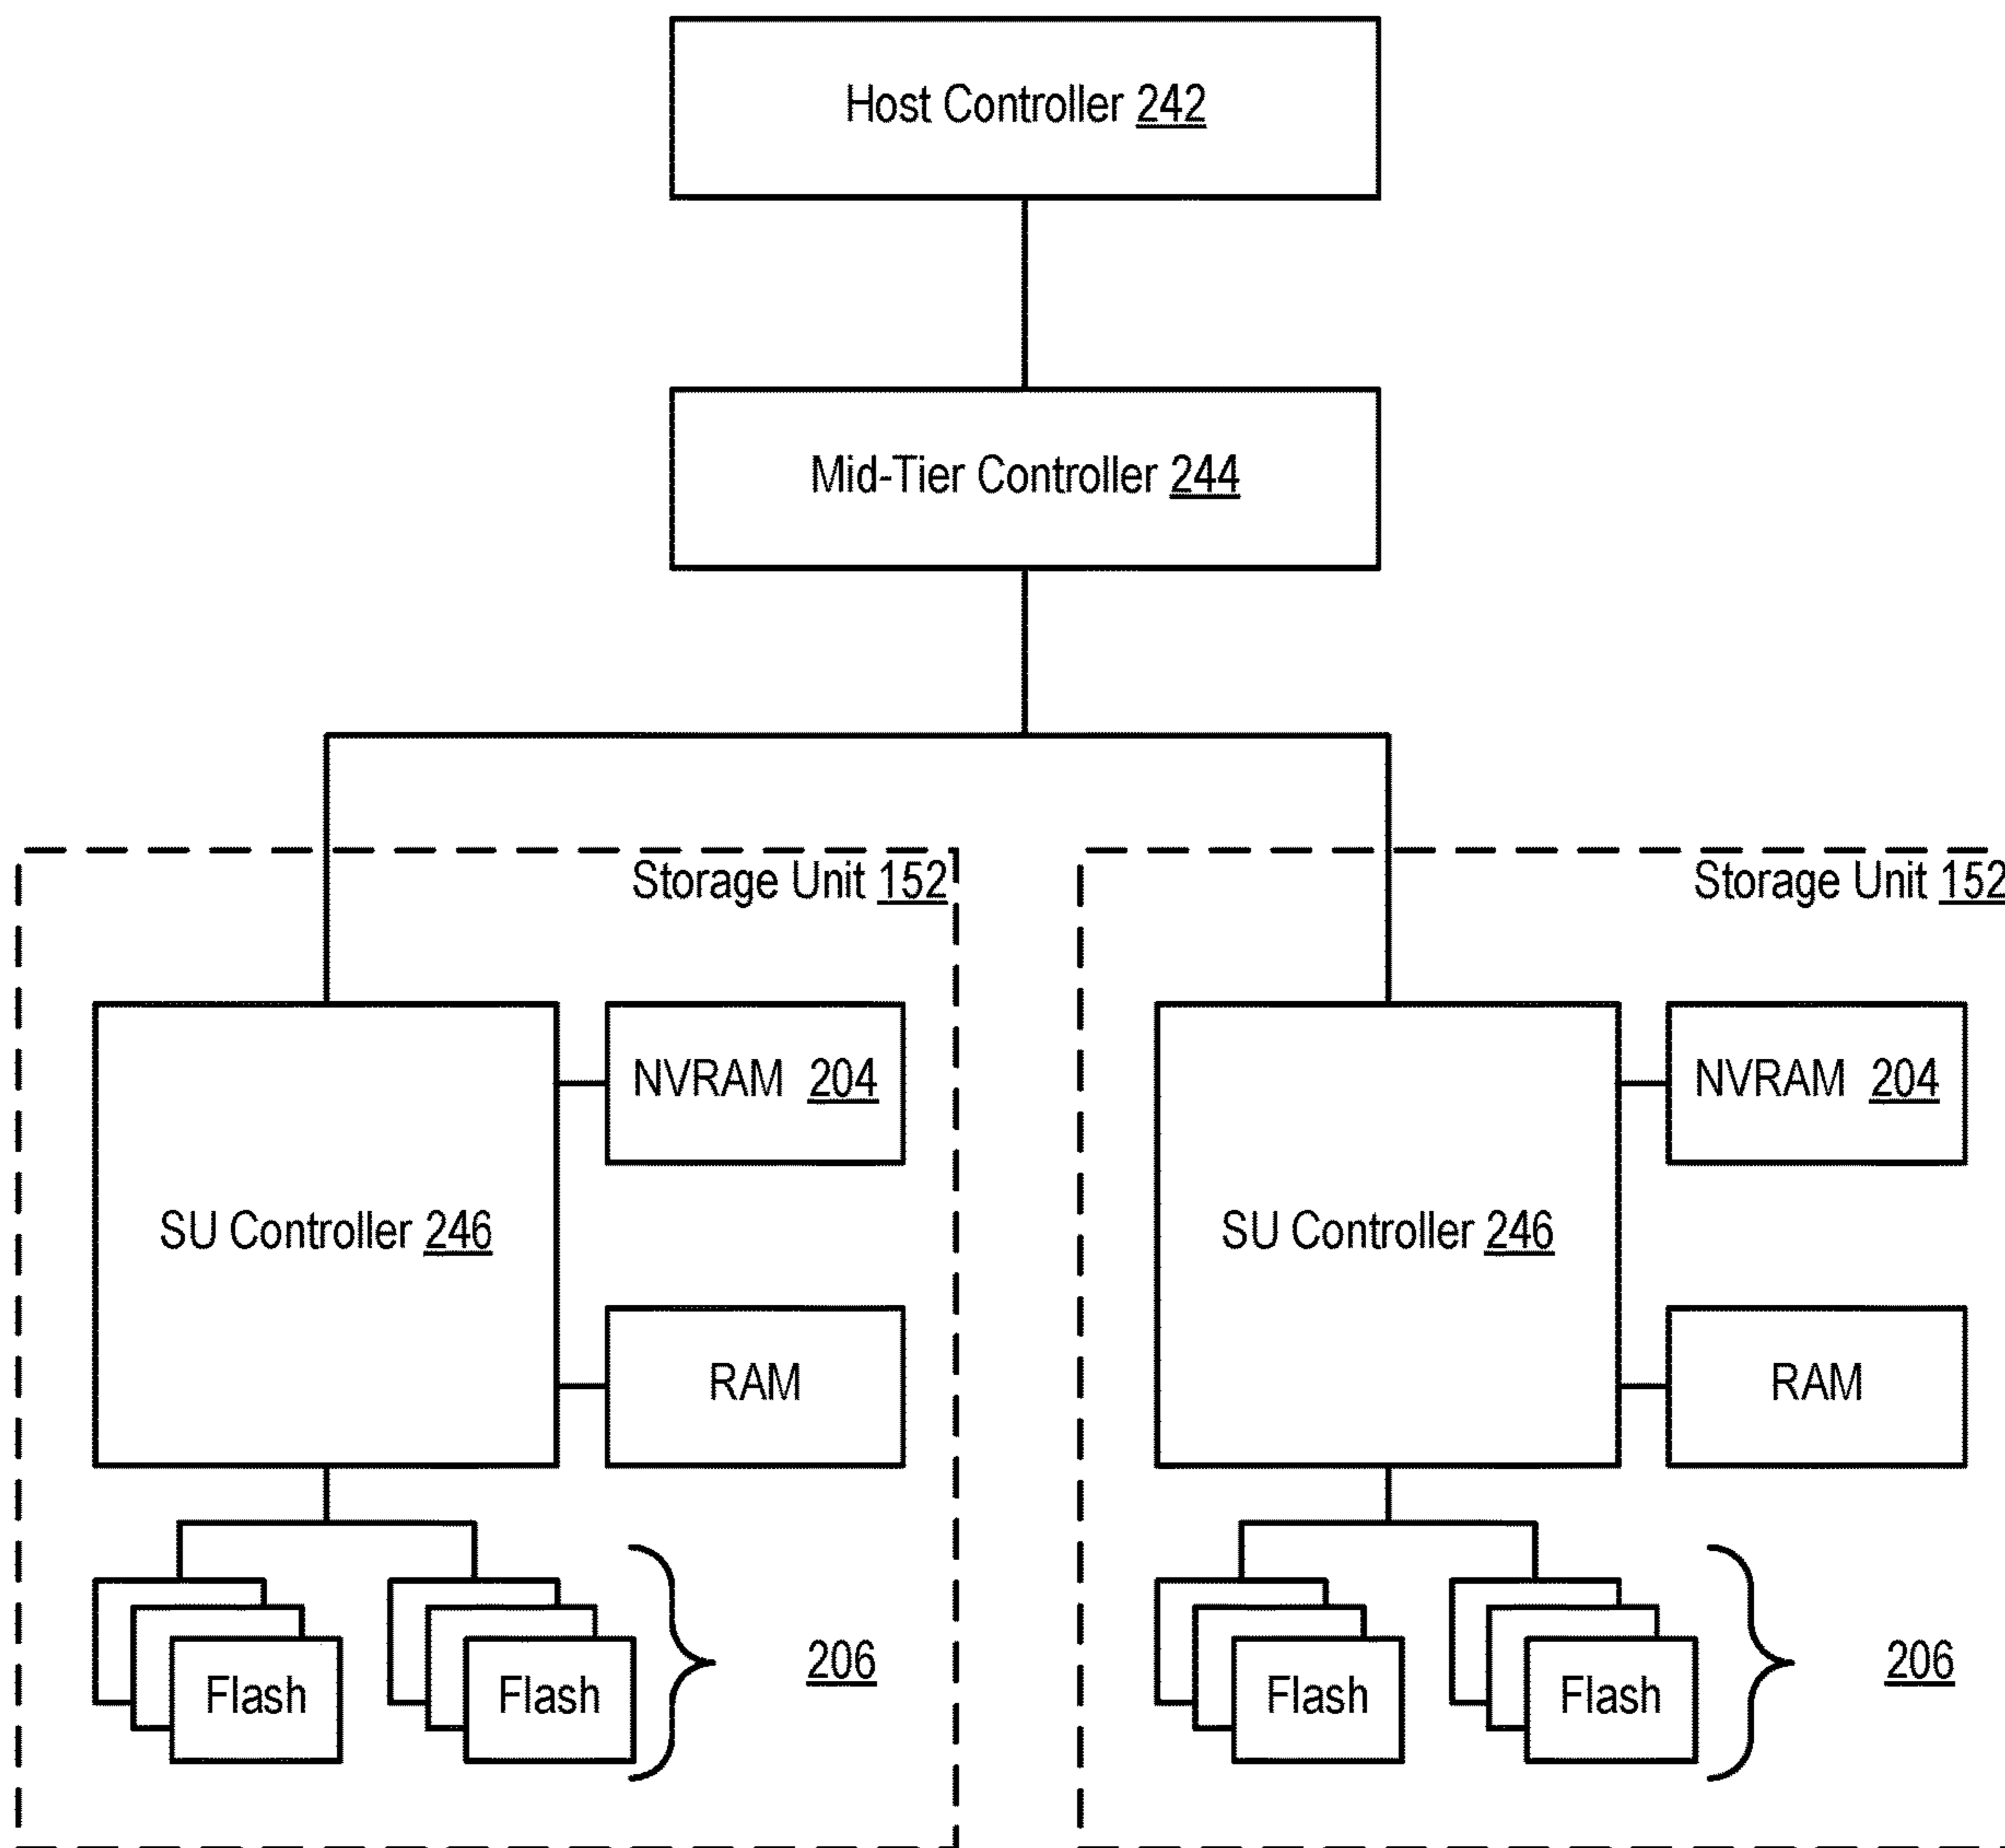 Host Controller 242
Mid-Tier Controller 244
Storage Unit 152
NVRAM 204
SU Controller 246
RAM
Flash
Flash
206
Storage Unit 152
NVRAM 204
SU Controller 246
RAM
Flash
Flash
206